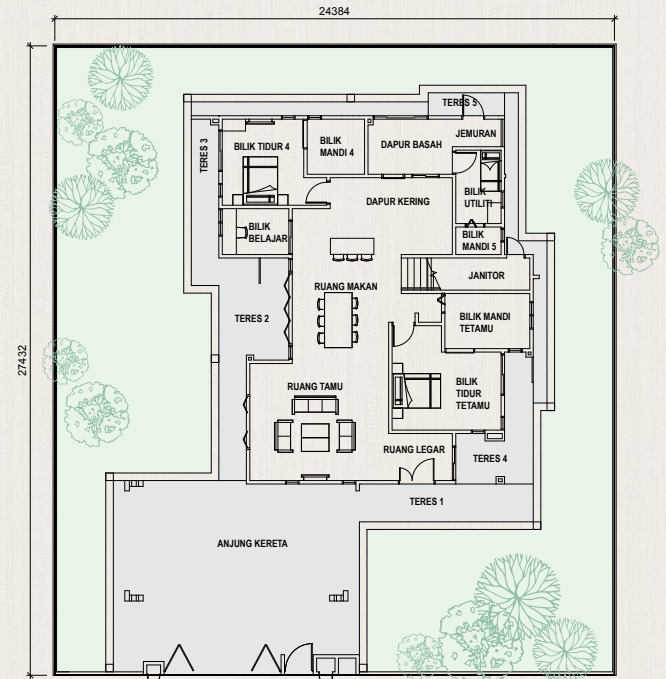 24384
TERES 5
TERES 3
BILIK TIDUR 4
BILIK
MANDI 4
DAPUR BASAH
JEMURAN
BILIK
UTILITI
DAPUR KERING
BILIK
BELAJAR
BILIK
MANDI 5
JANITOR
RUANG MAKAN
TERES 2
BILIK MANDI
TETAMU
27432
RUANG TAMU
BILIK
TIDUR
TETAMU
RUANG LEGAR
TERES 4
TERES 1
ANJUNG KERETA